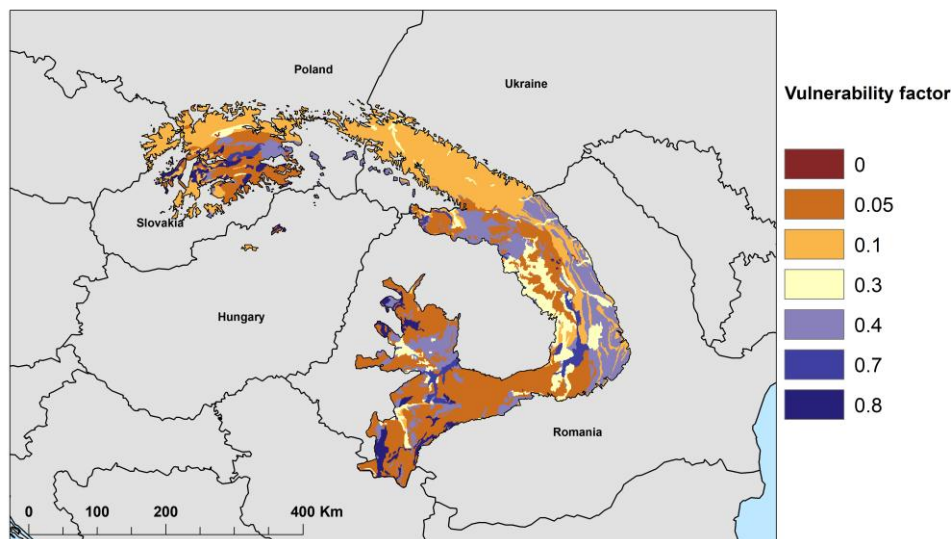 Poland
Ukraine
Vulnerability factor
0
0.05
0.1
0.3
0.4
0.7
0.8
Slovakia
Hungary
Romania
0 100 200 400 Km